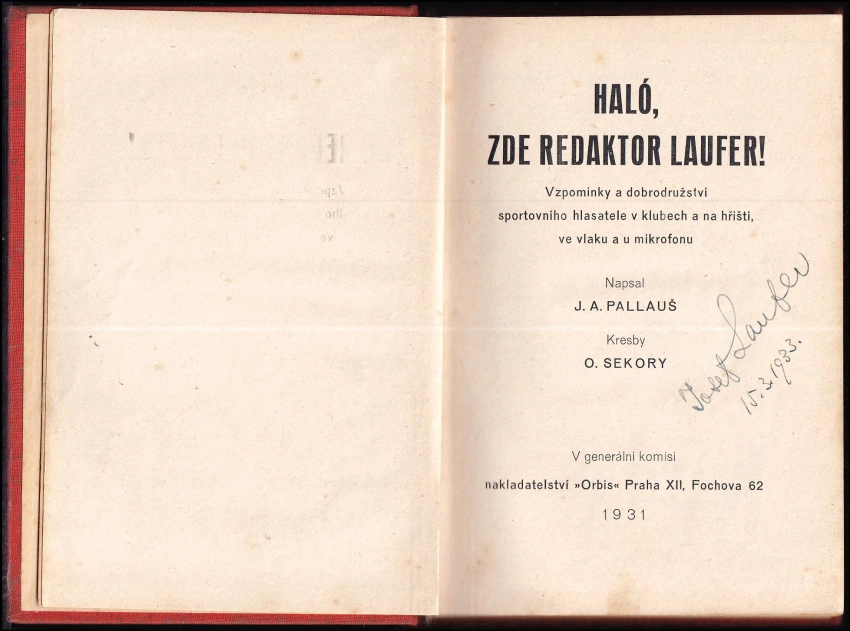 HALÓ,
ZDE REDAKTOR LAUFER!
Vzpomínky a dobrodružství
sportovního hlasatele v klubech a na hřišti,
ve vlaku a u mikrofonu
Napsal
J. A. PALLAUŠ
Kresby
O. SEKORY
Josef Laufer
15.3.1933.
V generální komisi
nakladatelství »Orbis« Praha XII, Fochova 62
1931